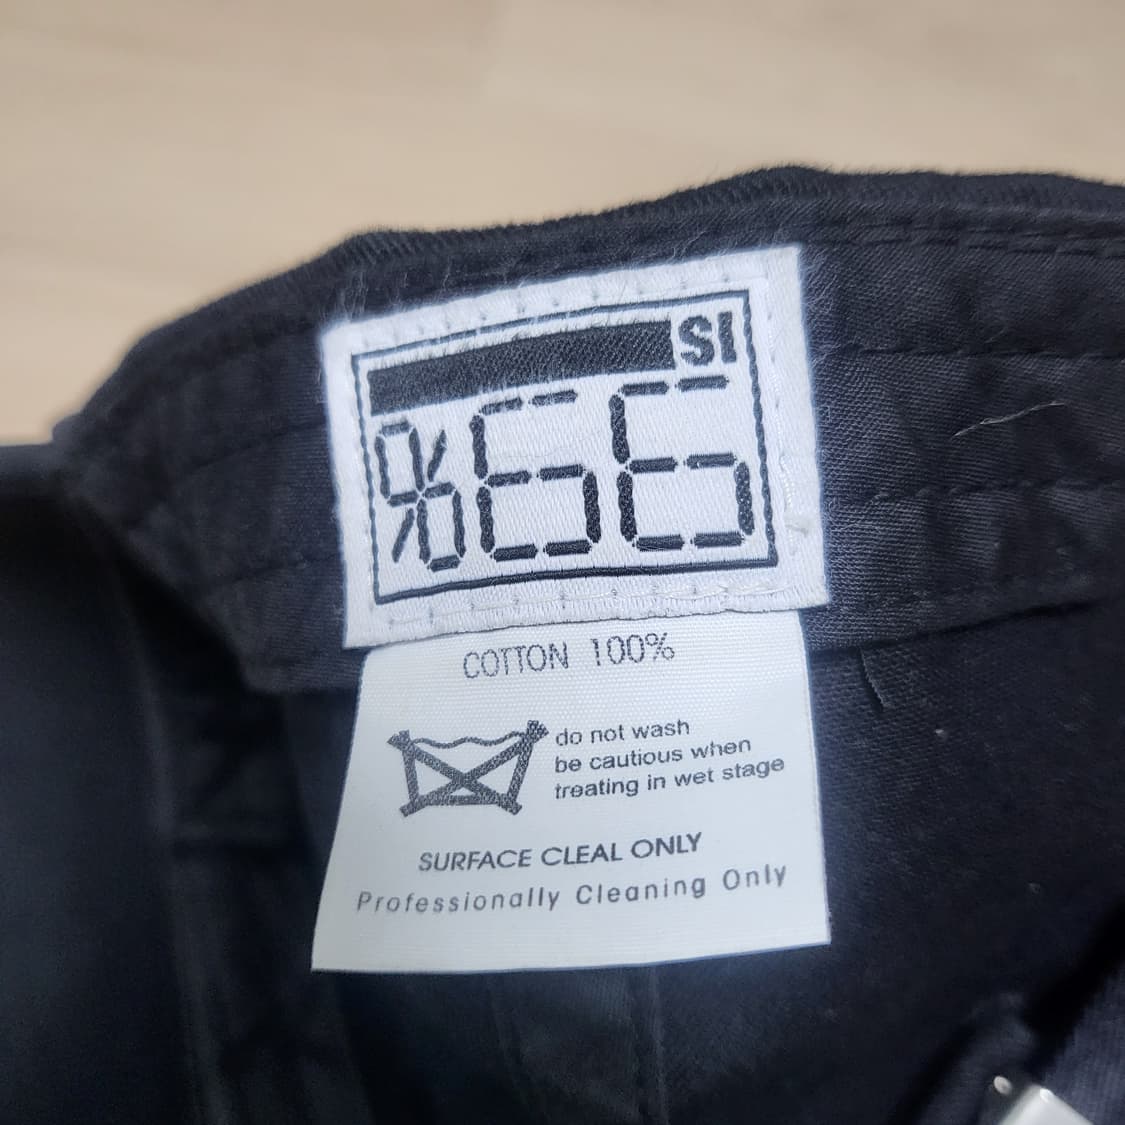 SI
%55
COTTON 100%
do not wash
be cautious when
treating in wet stage
SURFACE CLEAL ONLY
Professionally Cleaning Only